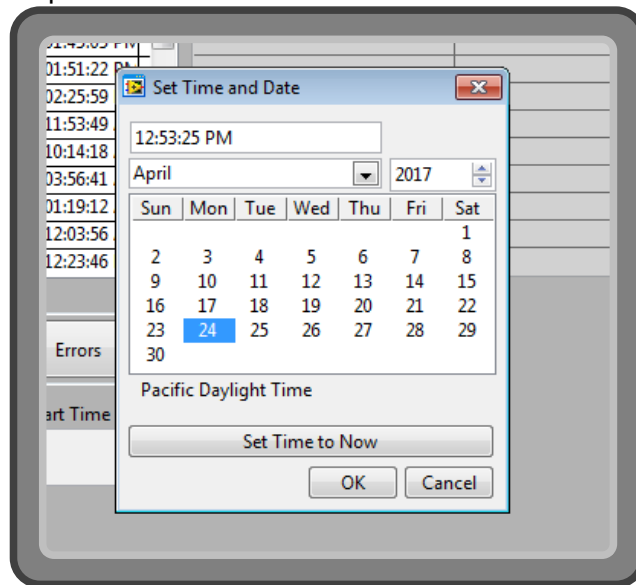 01:51:22
02:25:59
11:53:49
10:14:18
03:56:41
01:19:12
12:03:56
12:23:46
Errors
art Time
Set Time and Date
12:53:25 PM
April 2017
Sun Mon Tue Wed Thu Fri Sat
1
2 3 4 5 6 7 8
9 10 11 12 13 14 15
16 17 18 19 20 21 22
23 24 25 26 27 28 29
30
Pacific Daylight Time
Set Time to Now
OK Cancel